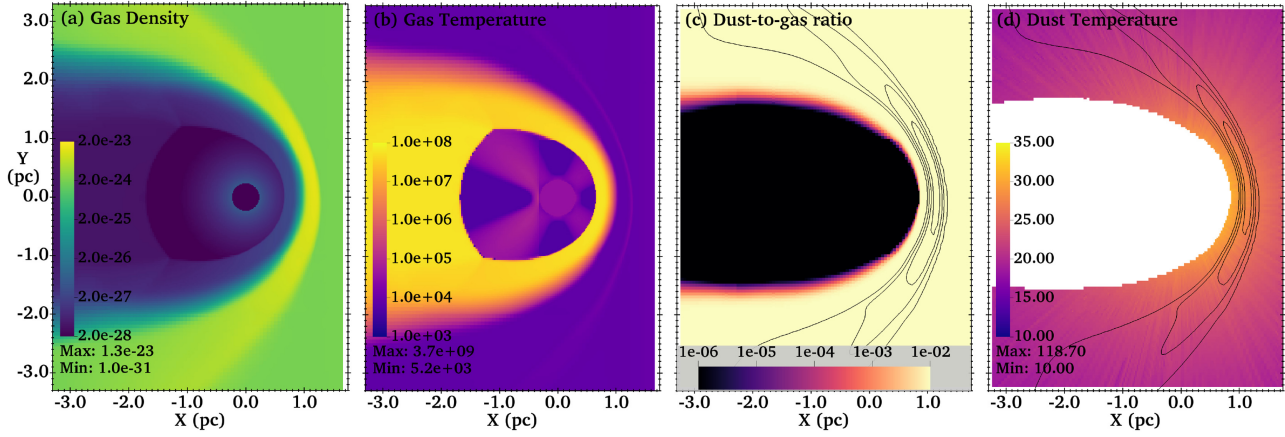 (a) Gas Density
(b) Gas Temperature
(c) Dust-to-gas ratio
(d) Dust Temperature
3.0
2.0
1.0
Y
(pc)
0.0
-1.0
-2.0
-3.0
2.0e-23
2.0e-24
2.0e-25
2.0e-26
2.0e-27
2.0e-28
Max: 1.3e-23
Min: 1.0e-31
1.0e+08
1.0e+07
1.0e+06
1.0e+05
1.0e+04
1.0e+03
Max: 3.7e+09
Min: 5.2e+03
1e-06 1e-05 1e-04 1e-03 1e-02
35.00
30.00
25.00
20.00
15.00
10.00
Max: 118.70
Min: 10.00
-3.0 -2.0 -1.0 0.0 1.0
X (pc)
-3.0 -2.0 -1.0 0.0 1.0
X (pc)
-3.0 -2.0 -1.0 0.0 1.0
X (pc)
-3.0 -2.0 -1.0 0.0 1.0
X (pc)